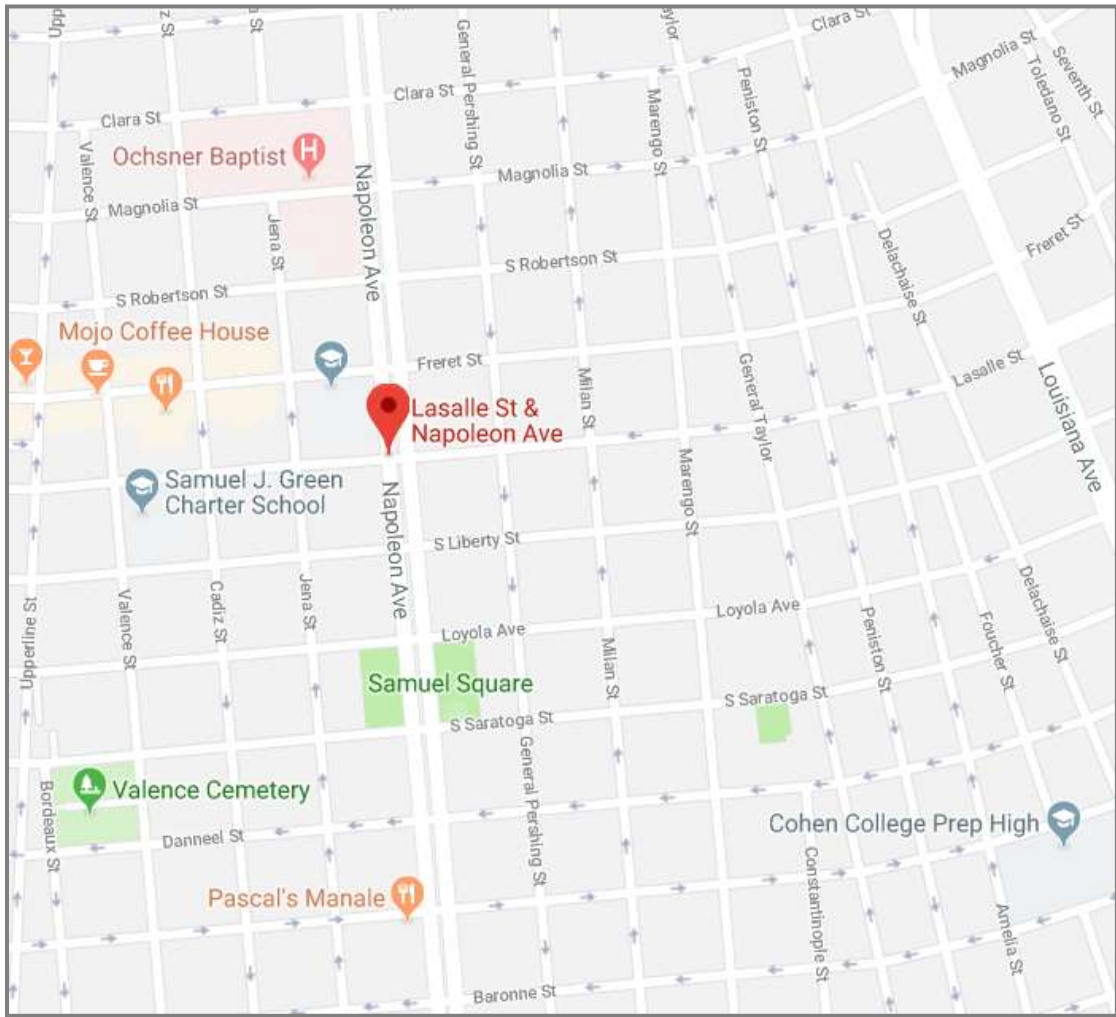 Clara St
Magnolia St
Seventh St
Toledano St
General Pershing St
Peniston St
Marengo St
Clara St
Clara St
Ochsner Baptist
H
Valence St
Napoleon Ave
Magnolia St
Magnolia St
Jena St
Delachaise St
Freret St
S Robertson St
S Robertson St
Mojo Coffee House
Freret St
Lasalle St
Louisiana Ave
Milan St
General Taylor
Lasalle St &
Napoleon Ave
Samuel J. Green
Charter School
Napoleon Ave
Marengo St
S Liberty St
Upperline St
Valence St
Cadiz St
Jena St
Loyola Ave
Loyola Ave
Milan St
Peniston St
Foucher St
Delachaise St
Samuel Square
S Saratoga St
S Saratoga St
General Pershing St
Bordeaux St
Valence Cemetery
Danneel St
Cohen College Prep High
Constantinople St
Amelia St
Pascal's Manale
Baronne St